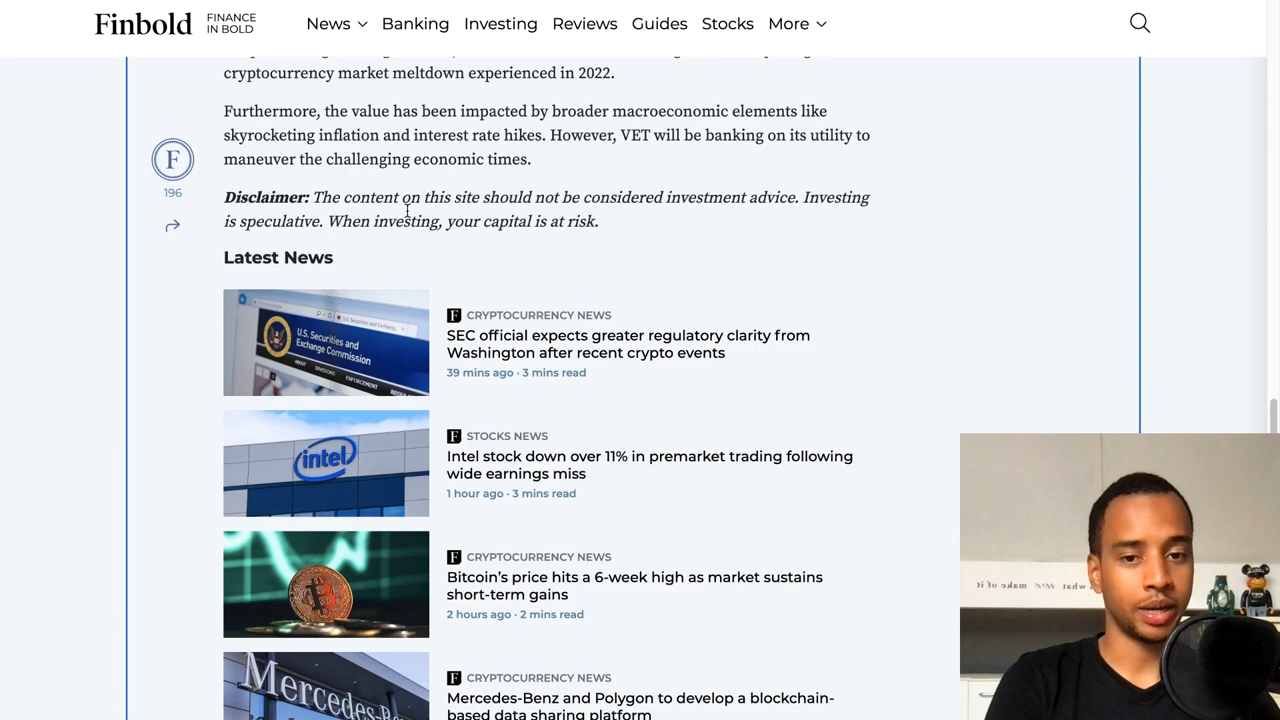 Finbold
FINANCE
IN BOLD
News Banking Investing Reviews Guides Stocks More
cryptocurrency market meltdown experienced in 2022.
Furthermore, the value has been impacted by broader macroeconomic elements like
skyrocketing inflation and interest rate hikes. However, VET will be banking on its utility to
maneuver the challenging economic times.
F
196
Disclaimer: The content on this site should not be considered investment advice. Investing
is speculative. When investing, your capital is at risk.
Latest News
U.S. Securities and
Exchange Commission
F CRYPTOCURRENCY NEWS
SEC official expects greater regulatory clarity from
Washington after recent crypto events
39 mins ago · 3 mins read
intel
F STOCKS NEWS
Intel stock down over 11% in premarket trading following
wide earnings miss
1 hour ago · 3 mins read
F CRYPTOCURRENCY NEWS
Bitcoin's price hits a 6-week high as market sustains
short-term gains
2 hours ago · 2 mins read
F CRYPTOCURRENCY NEWS
Mercedes-Benz and Polygon to develop a blockchain-
based data sharing platform